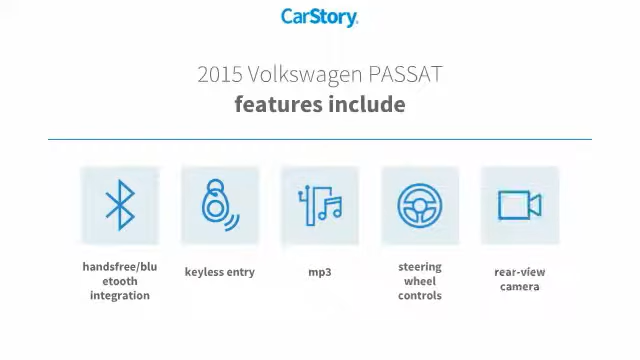 CarStory.
2015 Volkswagen PASSAT
features include
handsfree/blu
etooth
integration
keyless entry
mp3
steering
wheel
controls
rear-view
camera